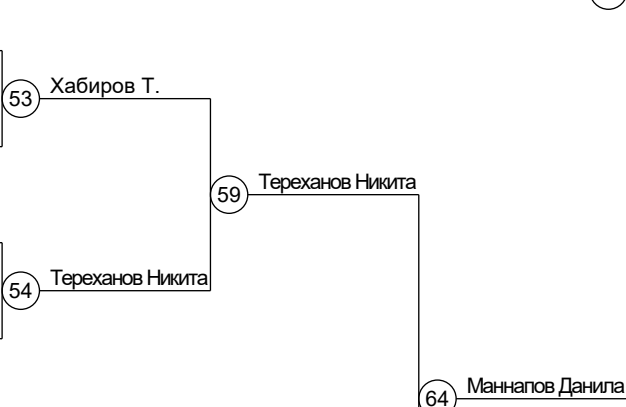 53 Хабиров Т.
59 Тереханов Никита
54 Тереханов Никита
64 Маннапов Данила